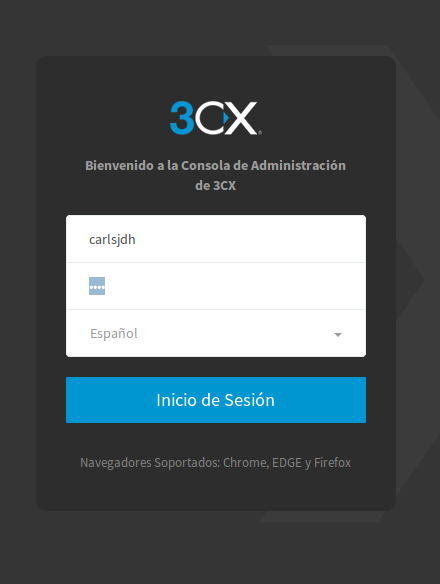 3CX
Bienvenido a la Consola de Administración
de 3CX
carlsjdh
••••
Español
Inicio de Sesión
Navegadores Soportados: Chrome, EDGE y Firefox